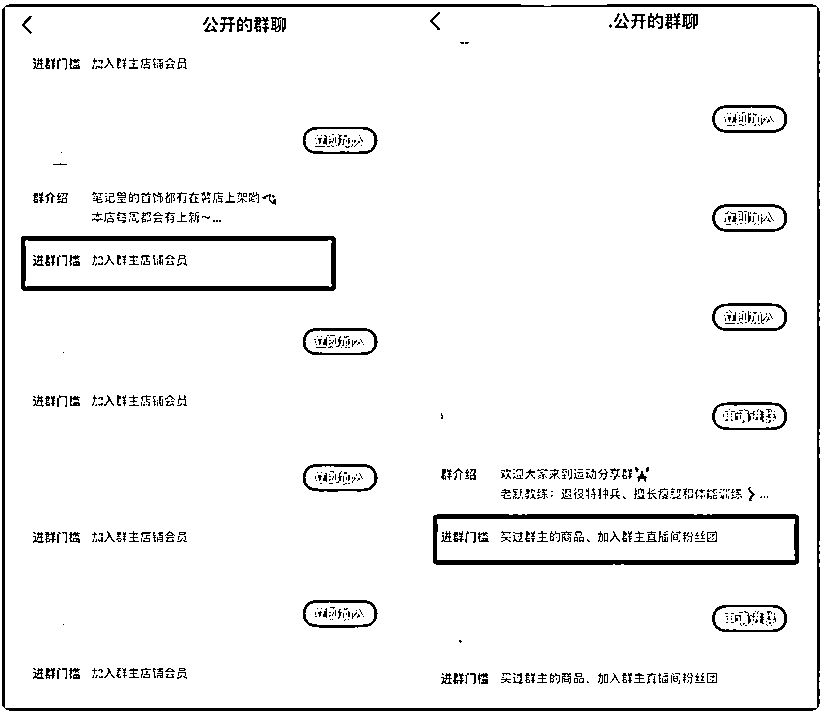 公开的群聊
进群门槛 加入群主店铺会员
立即加入
群介绍 笔记里的首饰都有在薯店上架哟
本店每周都会有上新~...
进群门槛 加入群主店铺会员
立即加入
进群门槛 加入群主店铺会员
立即加入
进群门槛 加入群主店铺会员
立即加入
进群门槛 加入群主店铺会员
.公开的群聊
立即加入
立即加入
立即加入
申请进群
群介绍 欢迎大家来到运动分享群
老默教练：退役特种兵、擅长疫型和体能训练...
进群门槛 买过群主的商品、加入群主直播间粉丝团
申请进群
进群门槛 买过群主的商品、加入群主直播间粉丝团